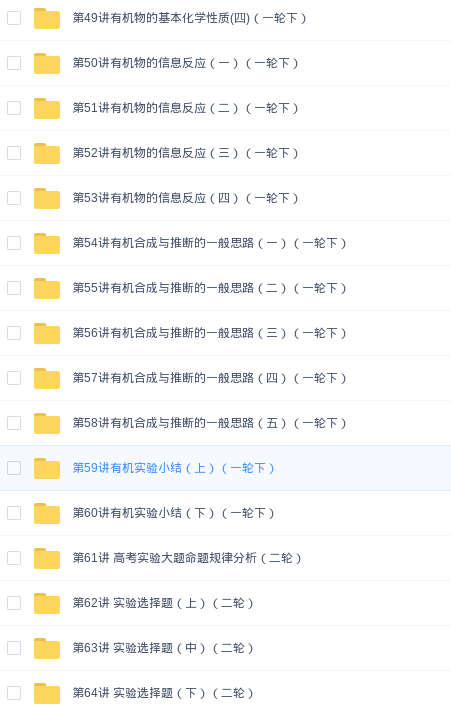 第49讲有机物的基本化学性质(四)（一轮下）
第50讲有机物的信息反应（一）（一轮下）
第51讲有机物的信息反应（二）（一轮下）
第52讲有机物的信息反应（三）（一轮下）
第53讲有机物的信息反应（四）（一轮下）
第54讲有机合成与推断的一般思路（一）（一轮下）
第55讲有机合成与推断的一般思路（二）（一轮下）
第56讲有机合成与推断的一般思路（三）（一轮下）
第57讲有机合成与推断的一般思路（四）（一轮下）
第58讲有机合成与推断的一般思路（五）（一轮下）
第59讲有机实验小结（上）（一轮下）
第60讲有机实验小结（下）（一轮下）
第61讲 高考实验大题命题规律分析（二轮）
第62讲 实验选择题（上）（二轮）
第63讲 实验选择题（中）（二轮）
第64讲 实验选择题（下）（二轮）